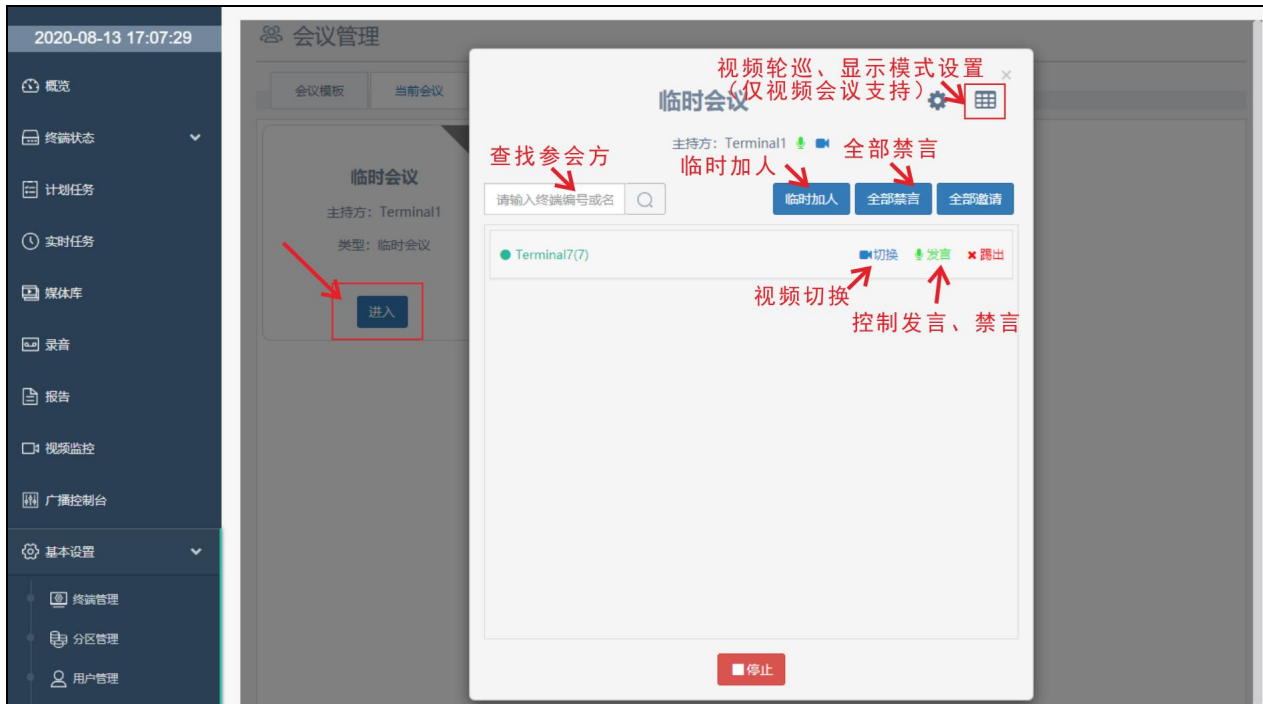 2020-08-13 17:07:29
概览
终端状态
计划任务
实时任务
媒体库
录音
报告
视频监控
广播控制台
基本设置
终端管理
分区管理
用户管理
会议管理
会议模板 当前会议
临时会议
主持方：Terminal1
类型：临时会议
进入
视频轮巡、显示模式设置
（仅视频会议支持）
临时会议
主持方：Terminal1
查找参会方
临时加人
全部禁言
请输入终端编号或名
临时加人 全部禁言 全部邀请
Terminal7(7) 切换 发言 踢出
视频切换
控制发言、禁言
停止